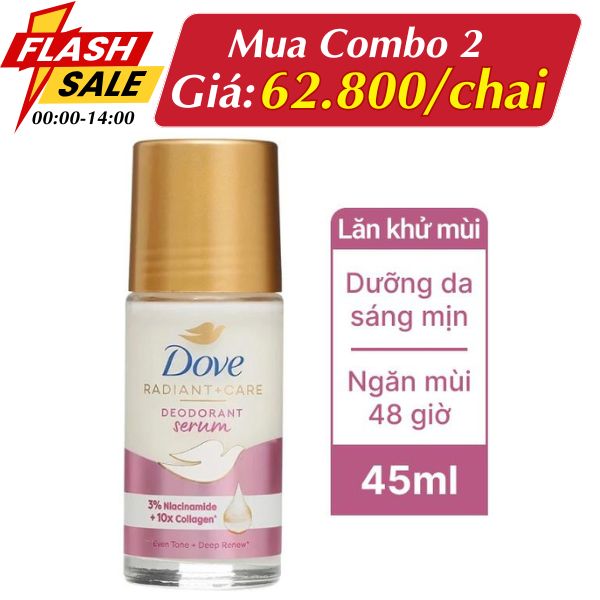 FLASH
SALE
00:00-14:00
Mua Combo 2
Giá: 62.800/chai
Dove
RADIANT+CARE
DEODORANT
serum
3% Niacinamide
+ 10x Collagen*
Even Tone + Deep Renew*
Lăn khử mùi
Dưỡng da
sáng mịn
Ngăn mùi
48 giờ
45ml